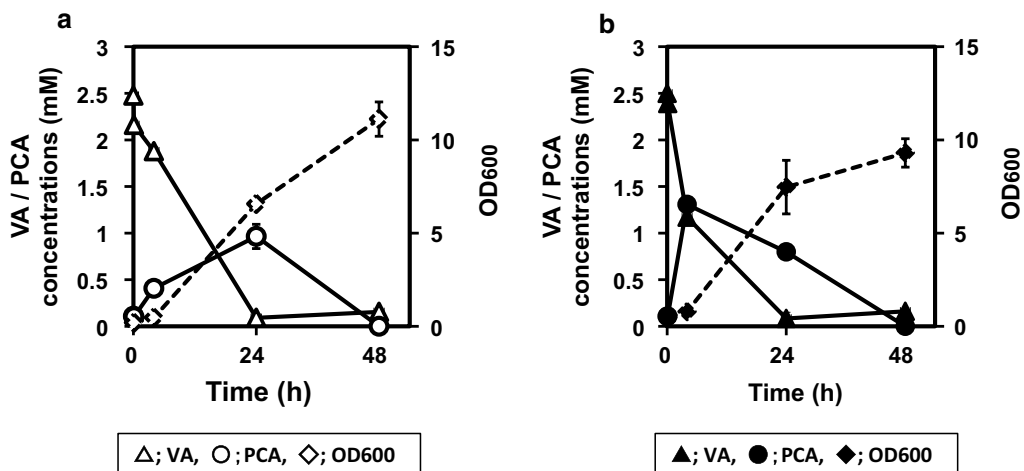 a
3
2.5
2
1.5
1
0.5
0
15
10
5
0
0 24 48
VA / PCA
concentrations (mM)
OD600
Time (h)
△; VA, ○; PCA, ◇; OD600
b
3
2.5
2
1.5
1
0.5
0
15
10
5
0
0 24 48
VA / PCA
concentrations (mM)
OD600
Time (h)
▲; VA, ●; PCA, ◆; OD600